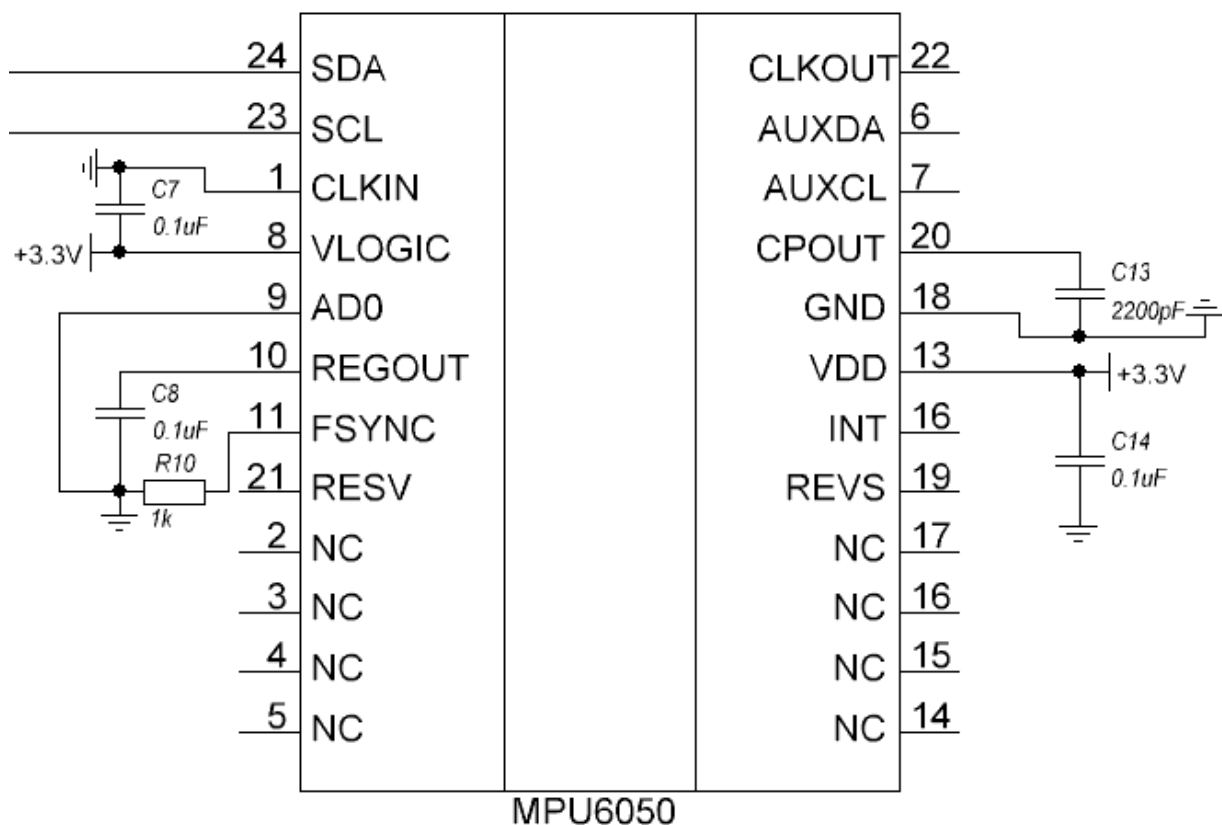 24 SDA
CLKOUT 22
23 SCL
AUXDA 6
C7
0.1uF
1 CLKIN
AUXCL 7
+3.3V
8 VLOGIC
CPOUT 20
C13
2200pF
9 AD0
GND 18
10 REGOUT
VDD 13
+3.3V
C8
0.1uF
11 FSYNC
INT 16
C14
0.1uF
R10
1k
21 RESV
REVS 19
2 NC
NC 17
3 NC
NC 16
4 NC
NC 15
5 NC
NC 14
MPU6050